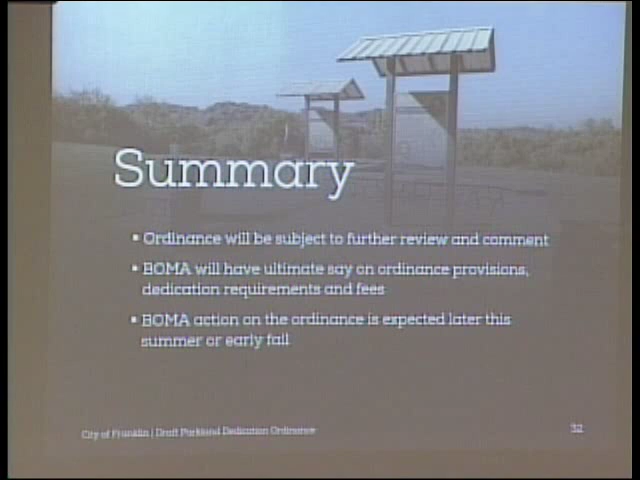 Summary
▪ Ordinance will be subject to further review and comment
▪ BOMA will have ultimate say on ordinance provisions,
dedication requirements and fees
▪ BOMA action on the ordinance is expected later this
summer or early fall
City of Franklin | Draft Parkland Dedication Ordinance
32